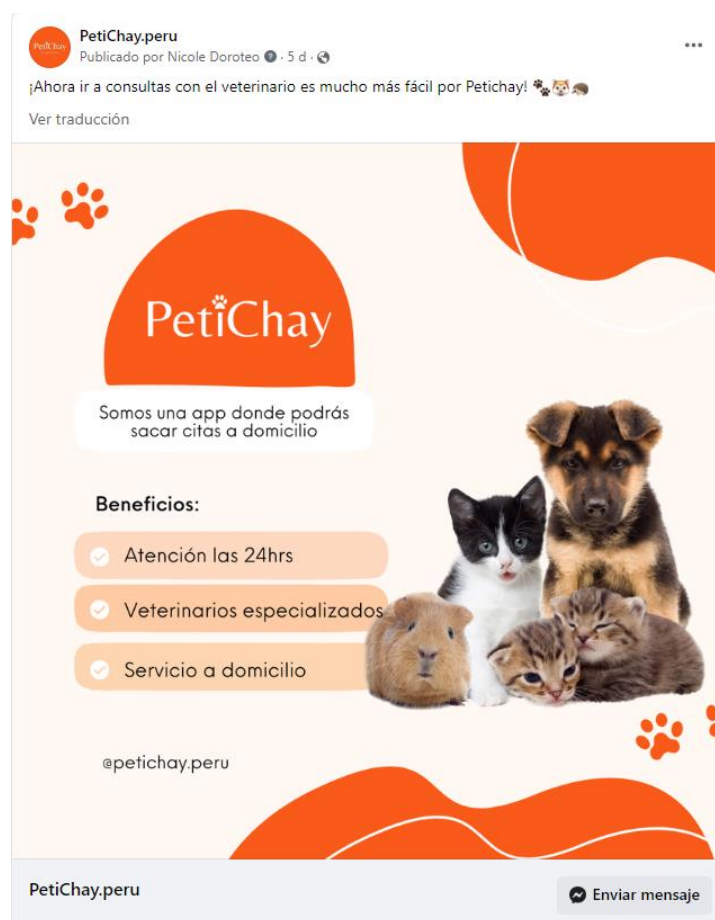 PetiChay
PetiChay.peru
Publicado por Nicole Doroteo · 5 d ·
¡Ahora ir a consultas con el veterinario es mucho más fácil por Petichay!
Ver traducción
PetiChay
Somos una app donde podrás
sacar citas a domicilio
Beneficios:
Atención las 24hrs
Veterinarios especializados
Servicio a domicilio
@petichay.peru
PetiChay.peru
Enviar mensaje